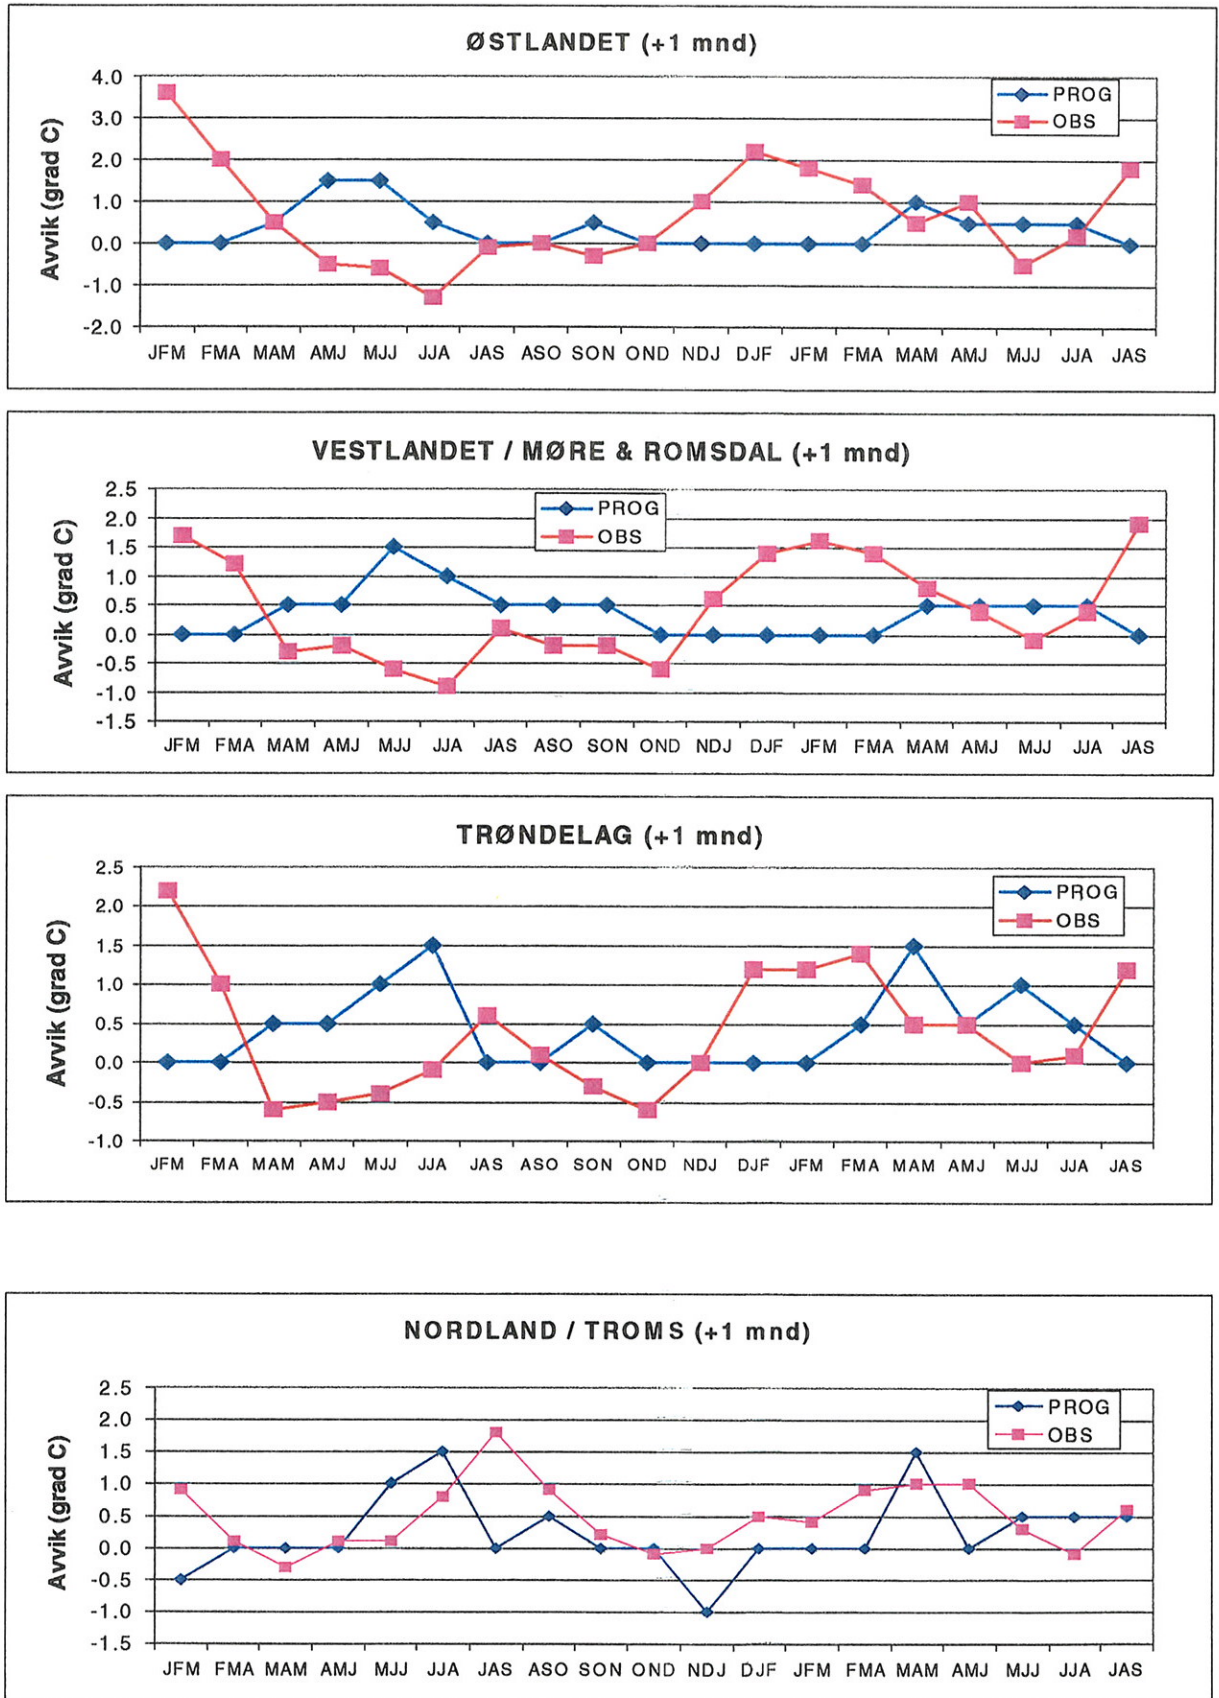 ØSTLANDET (+1 mnd)
PROG
OBS
Avvik (grad C)
4.0
3.0
2.0
1.0
0.0
-1.0
-2.0
JFM FMA MAM AMJ MJJ JJA JAS ASO SON OND NDJ DJF JFM FMA MAM AMJ MJJ JJA JAS
VESTLANDET / MØRE & ROMSDAL (+1 mnd)
PROG
OBS
Avvik (grad C)
2.5
2.0
1.5
1.0
0.5
0.0
-0.5
-1.0
-1.5
JFM FMA MAM AMJ MJJ JJA JAS ASO SON OND NDJ DJF JFM FMA MAM AMJ MJJ JJA JAS
TRØNDELAG (+1 mnd)
PROG
OBS
Avvik (grad C)
2.5
2.0
1.5
1.0
0.5
0.0
-0.5
-1.0
JFM FMA MAM AMJ MJJ JJA JAS ASO SON OND NDJ DJF JFM FMA MAM AMJ MJJ JJA JAS
NORDLAND / TROMS (+1 mnd)
PROG
OBS
Avvik (grad C)
2.5
2.0
1.5
1.0
0.5
0.0
-0.5
-1.0
-1.5
JFM FMA MAM AMJ MJJ JJA JAS ASO SON OND NDJ DJF JFM FMA MAM AMJ MJJ JJA JAS